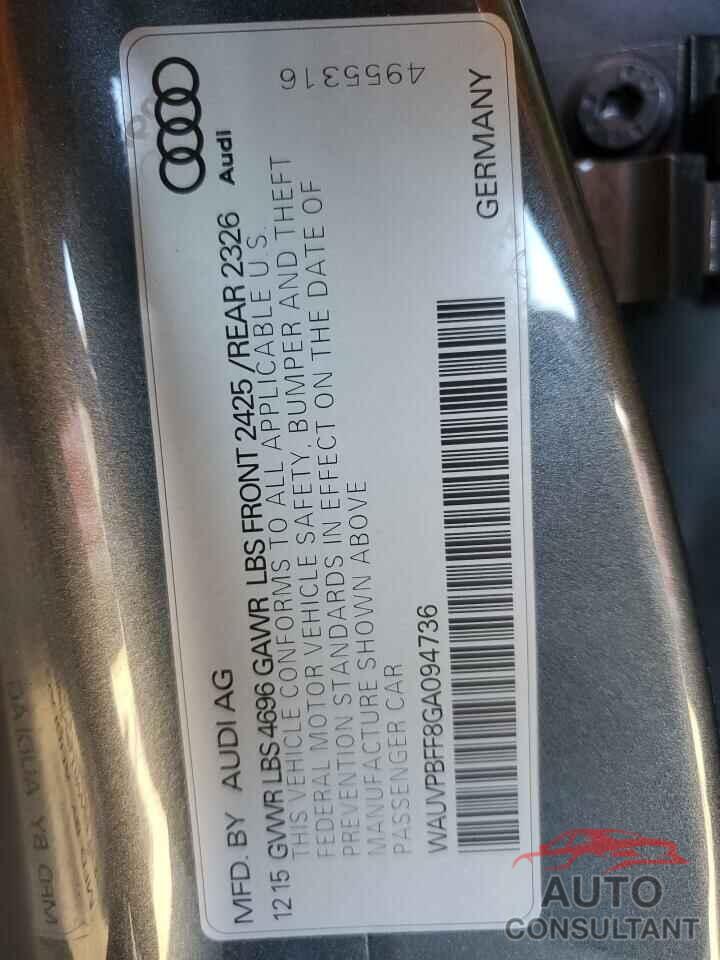 MFD. BY AUDI AG
Audi
4955316
12 15 GVWR LBS 4696 GAWR LBS FRONT 2425 /REAR 2326
THIS VEHICLE CONFORMS TO ALL APPLICABLE U.S.
FEDERAL MOTOR VEHICLE SAFETY, BUMPER AND THEFT
PREVENTION STANDARDS IN EFFECT ON THE DATE OF
MANUFACTURE SHOWN ABOVE
PASSENGER CAR
GERMANY
WAUVPBFF8GA094736
AUTO
CONSULTANT